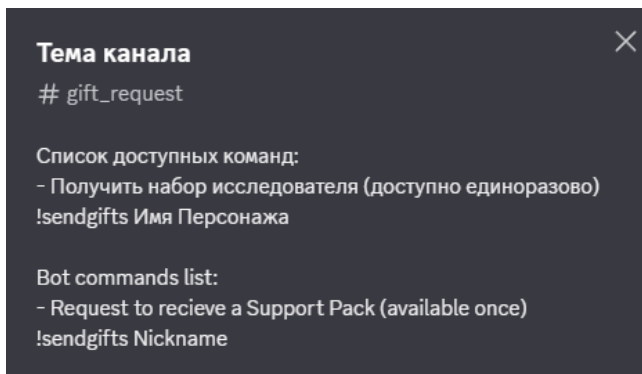 Тема канала
# gift_request
Список доступных команд:
- Получить набор исследователя (доступно единоразово)
!sendgifts Имя Персонажа
Bot commands list:
- Request to recieve a Support Pack (available once)
!sendgifts Nickname